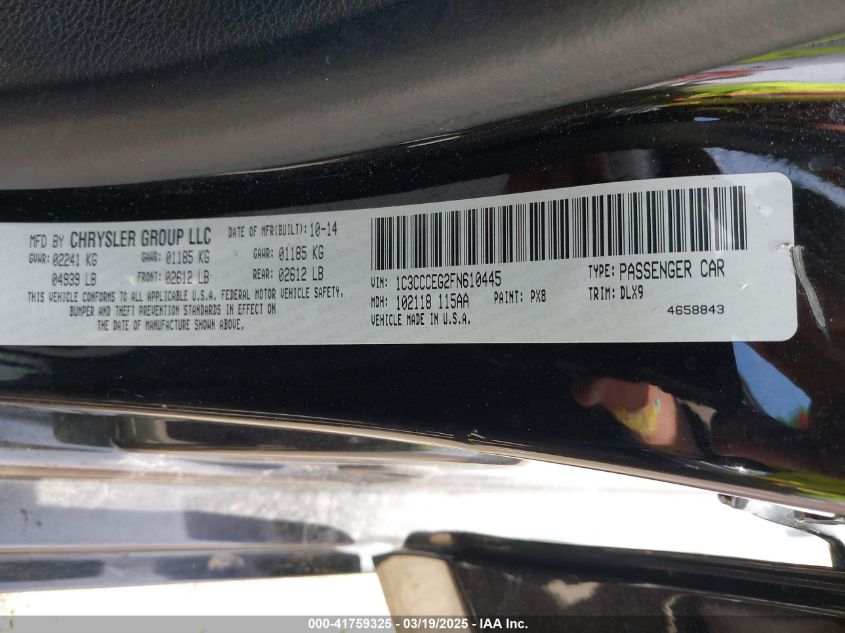 MFD BY CHRYSLER GROUP LLC
DATE OF MFR(BUILT): 10-14
GVWR: 02241 KG GAWR: 01185 KG GAWR: 01185 KG
04939 LB FRONT: 02612 LB REAR: 02612 LB
THIS VEHICLE CONFORMS TO ALL APPLICABLE U.S.A. FEDERAL MOTOR VEHICLE SAFETY,
BUMPER AND THEFT PREVENTION STANDARDS IN EFFECT ON
THE DATE OF MANUFACTURE SHOWN ABOVE.
VIN: 1C3CCCEG2FN610445 TYPE: PASSENGER CAR
MDH: 102118 115AA PAINT: PX8 TRIM: DLX9
VEHICLE MADE IN U.S.A. 4658843
000-41759325 - 03/19/2025 - IAA Inc.